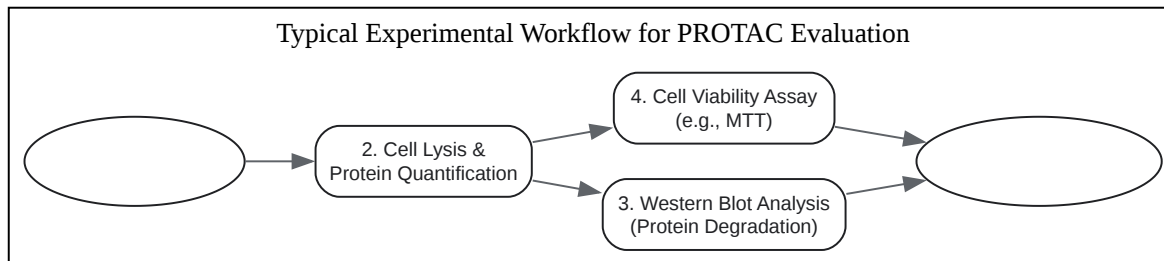 Typical Experimental Workflow for PROTAC Evaluation
2. Cell Lysis &
Protein Quantification
4. Cell Viability Assay
(e.g., MTT)
3. Western Blot Analysis
(Protein Degradation)